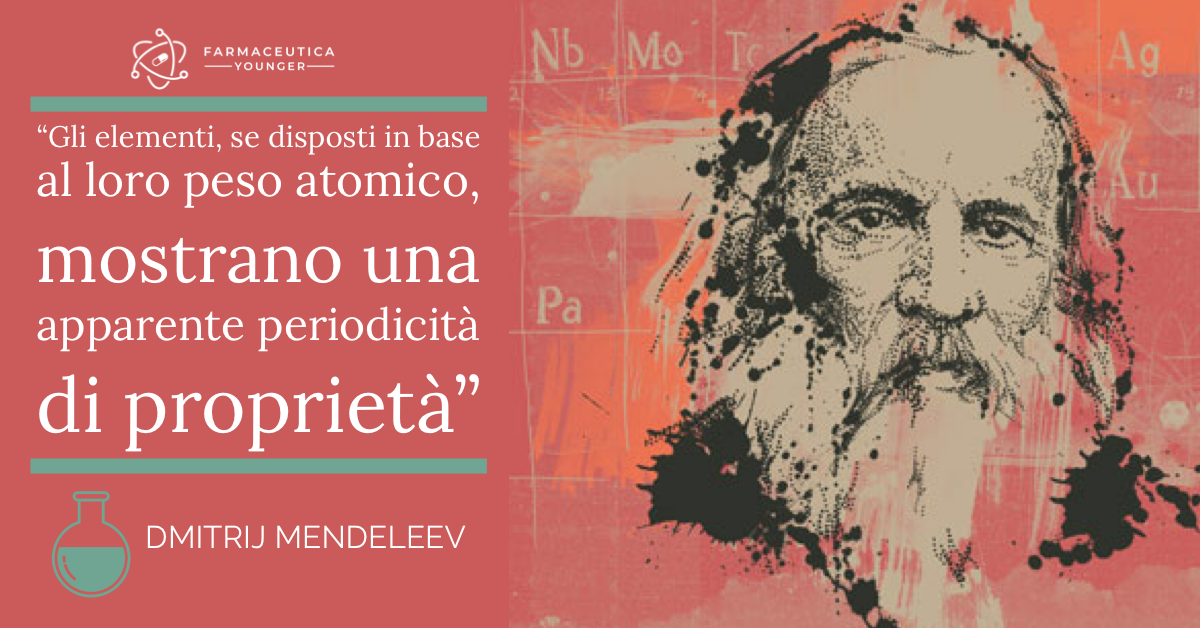 FARMACEUTICA
YOUNGER
“Gli elementi, se disposti in base
al loro peso atomico,
mostrano una
apparente periodicità
di proprietà”
DMITRIJ MENDELEEV
Nb Mo Tc Ag
Au
Pa